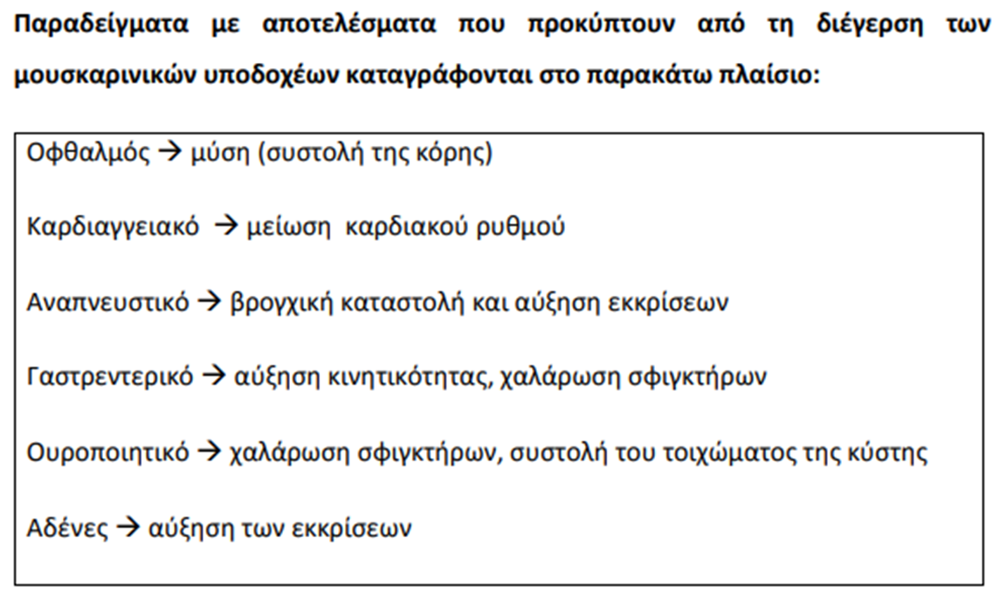 Παραδείγματα με αποτελέσματα που προκύπτουν από τη διέγερση των
μουσκαρινικών υποδοχέων καταγράφονται στο παρακάτω πλαίσιο:
Οφθαλμός → μύση (συστολή της κόρης)
Καρδιαγγειακό → μείωση καρδιακού ρυθμού
Αναπνευστικό → βρογχική καταστολή και αύξηση εκκρίσεων
Γαστρεντερικό → αύξηση κινητικότητας, χαλάρωση σφιγκτήρων
Ουροποιητικό → χαλάρωση σφιγκτήρων, συστολή του τοιχώματος της κύστης
Αδένες → αύξηση των εκκρίσεων